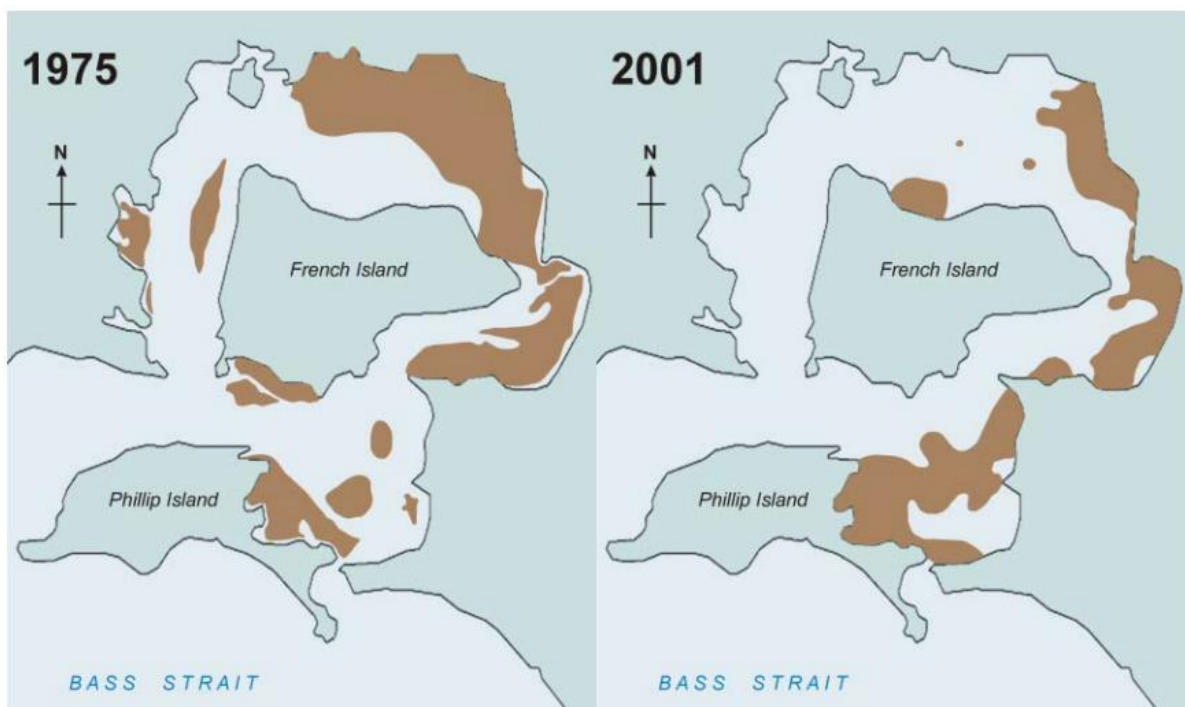 1975
N
French Island
Phillip Island
BASS STRAIT
2001
N
French Island
Phillip Island
BASS STRAIT